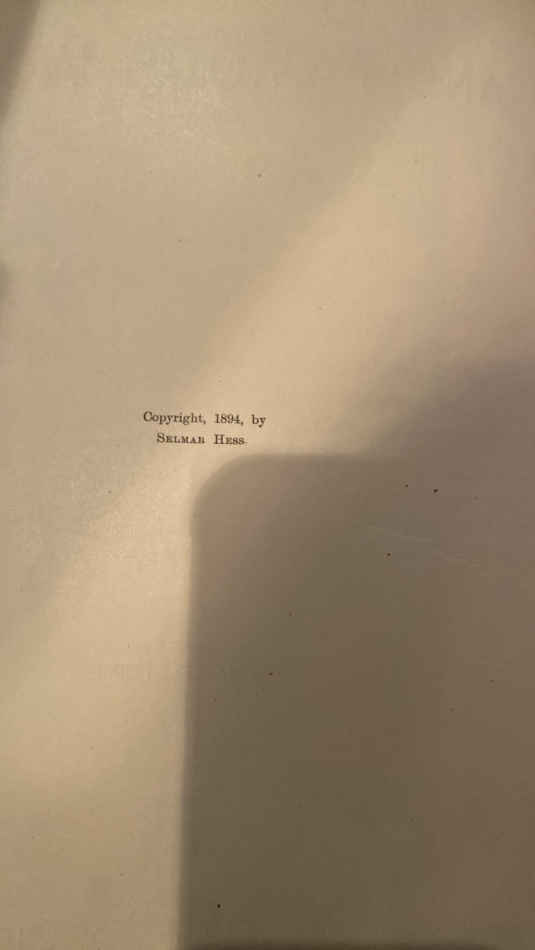 Copyright, 1894, by
SELMAR HESS.